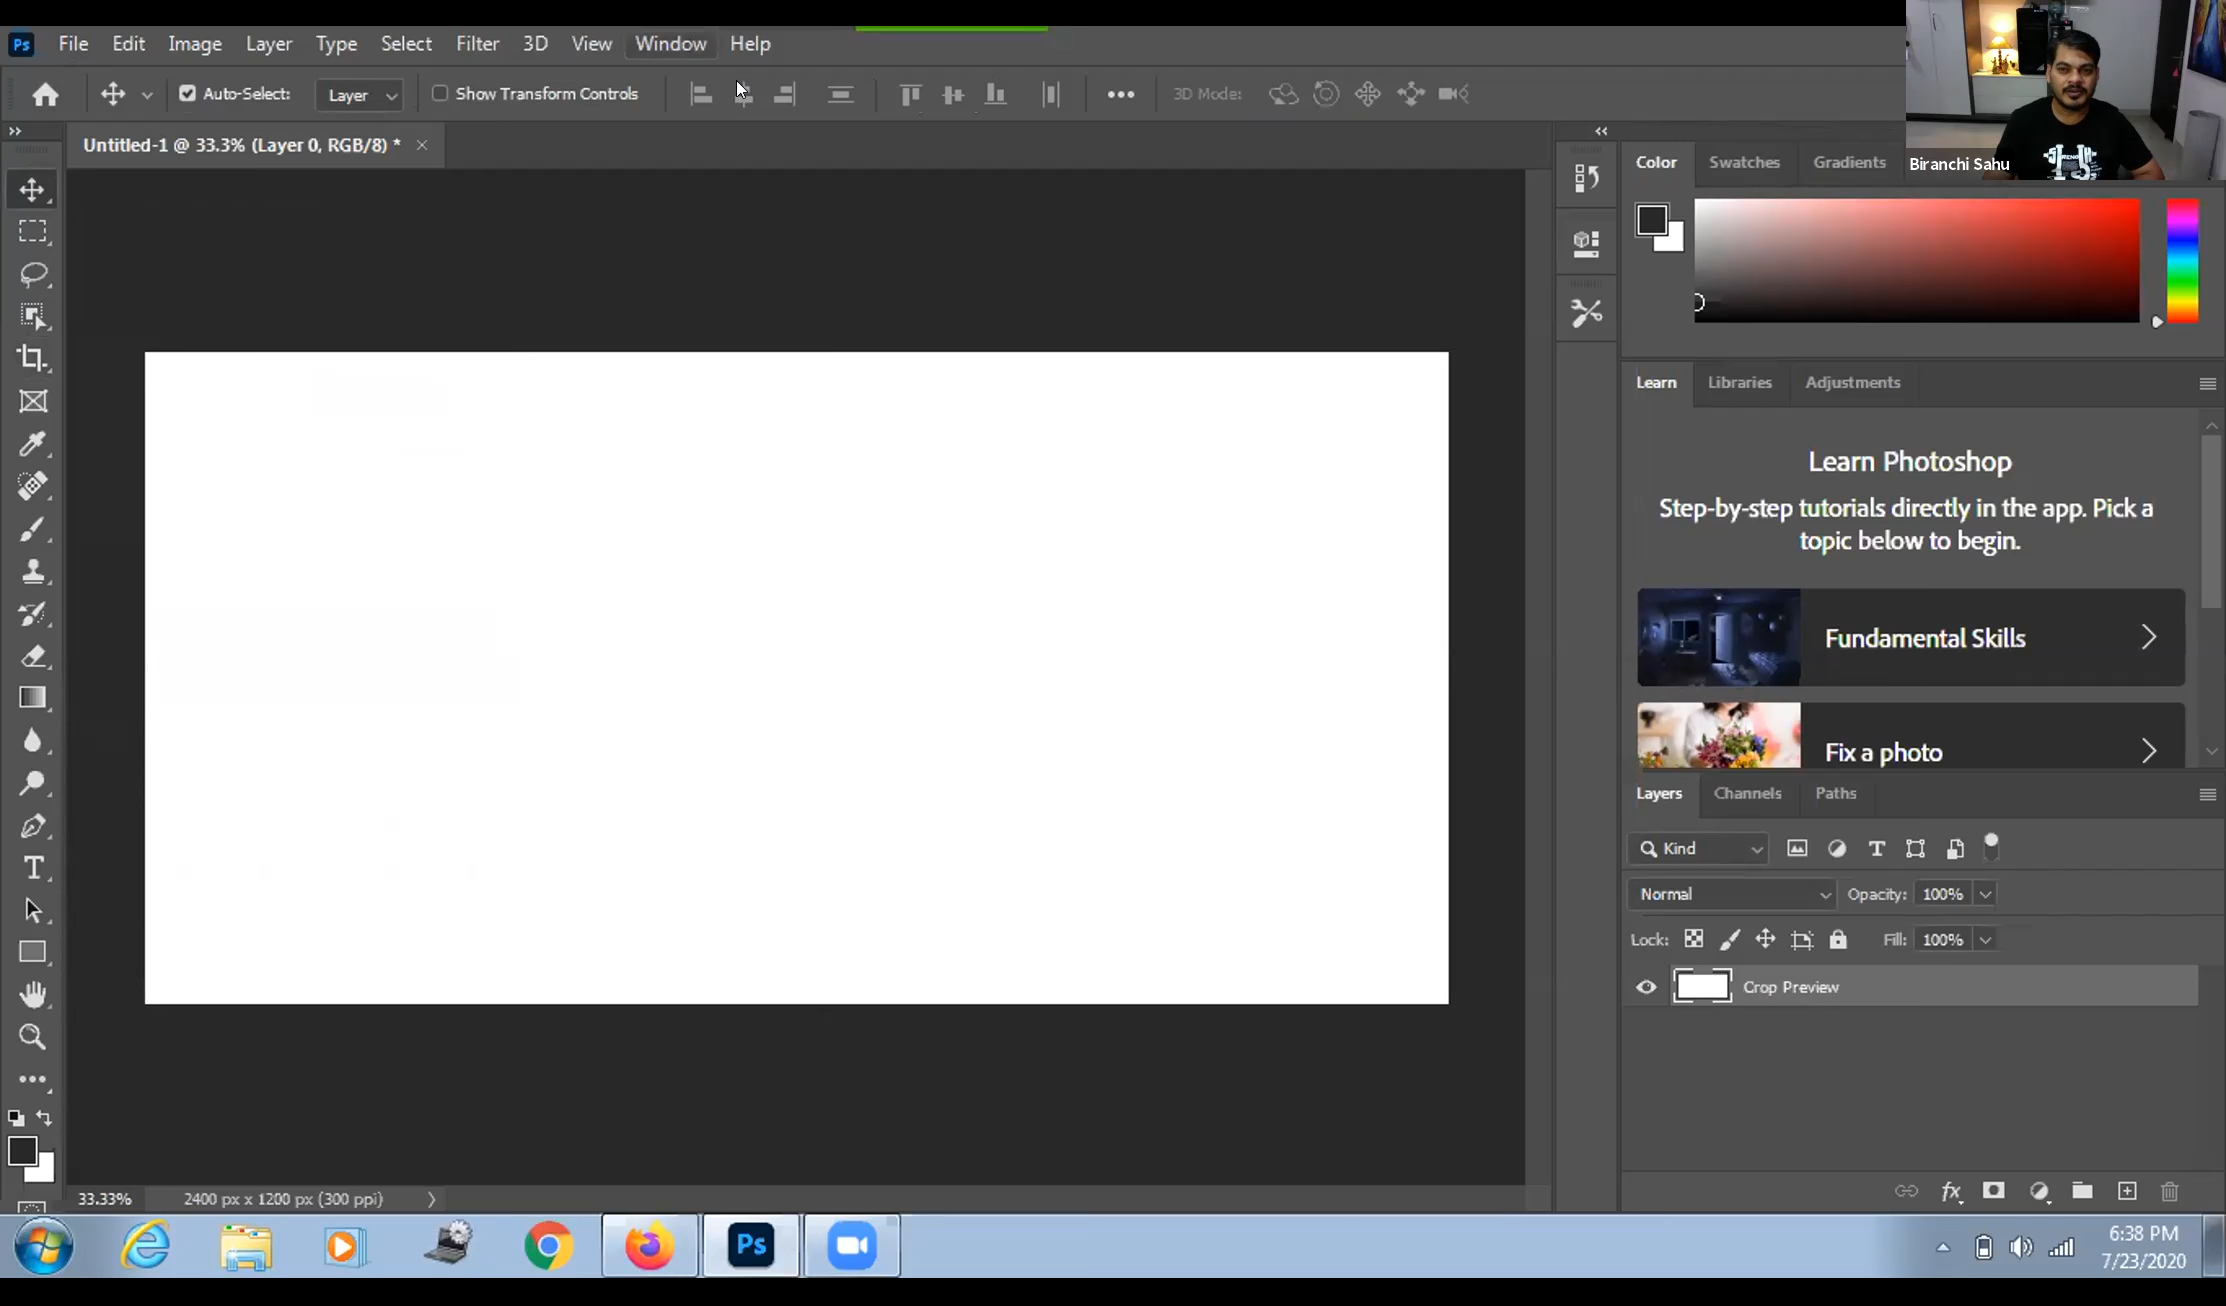 Ps File Edit Image Layer Type Select Filter 3D View Window Help
Auto-Select: Layer Show Transform Controls 3D Mode:
Biranchi Sahu
Untitled-1 @ 33.3% (Layer 0, RGB/8) * ×
Color Swatches Gradients
Learn Libraries Adjustments
Learn Photoshop
Step-by-step tutorials directly in the app. Pick a
topic below to begin.
Fundamental Skills
Fix a photo
Layers Channels Paths
Kind
Normal Opacity: 100%
Lock: Fill: 100%
Crop Preview
33.33% 2400 px x 1200 px (300 ppi)
Ps
6:38 PM
7/23/2020